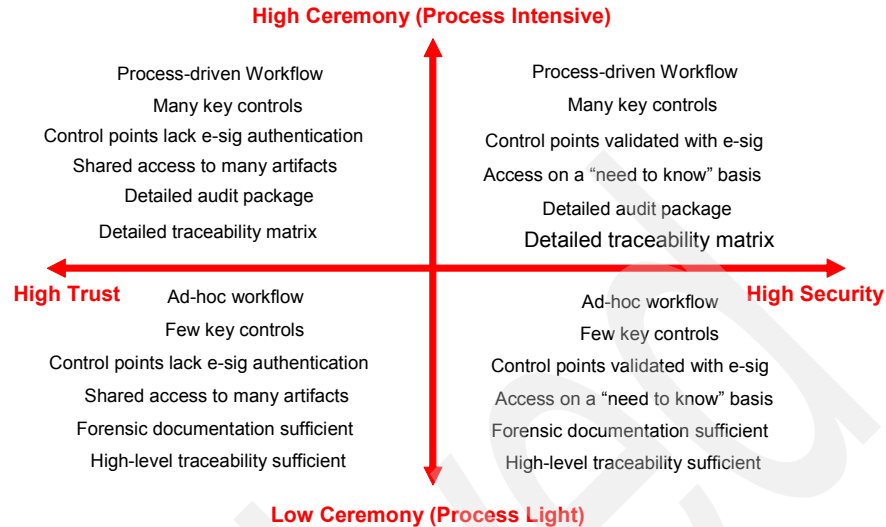 High Ceremony (Process Intensive)
Process-driven Workflow
Many key controls
Control points lack e-sig authentication
Shared access to many artifacts
Detailed audit package
Detailed traceability matrix
Process-driven Workflow
Many key controls
Control points validated with e-sig
Access on a “need to know” basis
Detailed audit package
Detailed traceability matrix
High Trust
High Security
Ad-hoc workflow
Few key controls
Control points lack e-sig authentication
Shared access to many artifacts
Forensic documentation sufficient
High-level traceability sufficient
Ad-hoc workflow
Few key controls
Control points validated with e-sig
Access on a “need to know” basis
Forensic documentation sufficient
High-level traceability sufficient
Low Ceremony (Process Light)